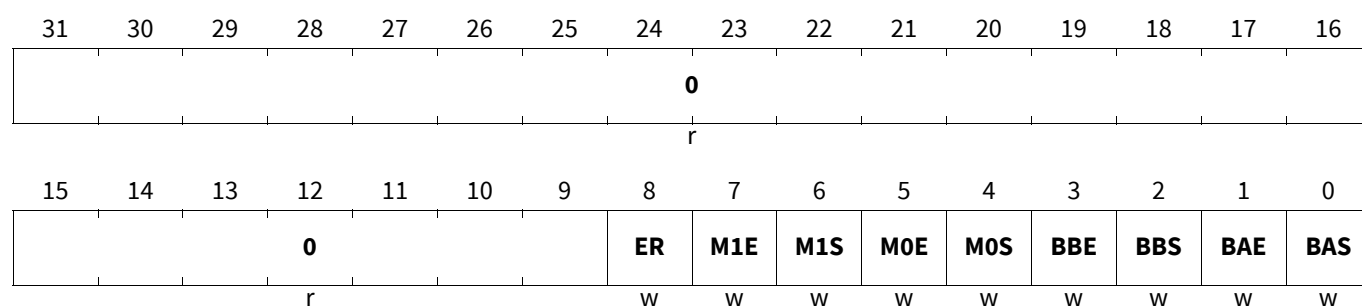 31 30 29 28 27 26 25 24 23 22 21 20 19 18 17 16
0
r
15 14 13 12 11 10 9 8 7 6 5 4 3 2 1 0
0 ER M1E M1S M0E M0S BBE BBS BAE BAS
r w w w w w w w w w